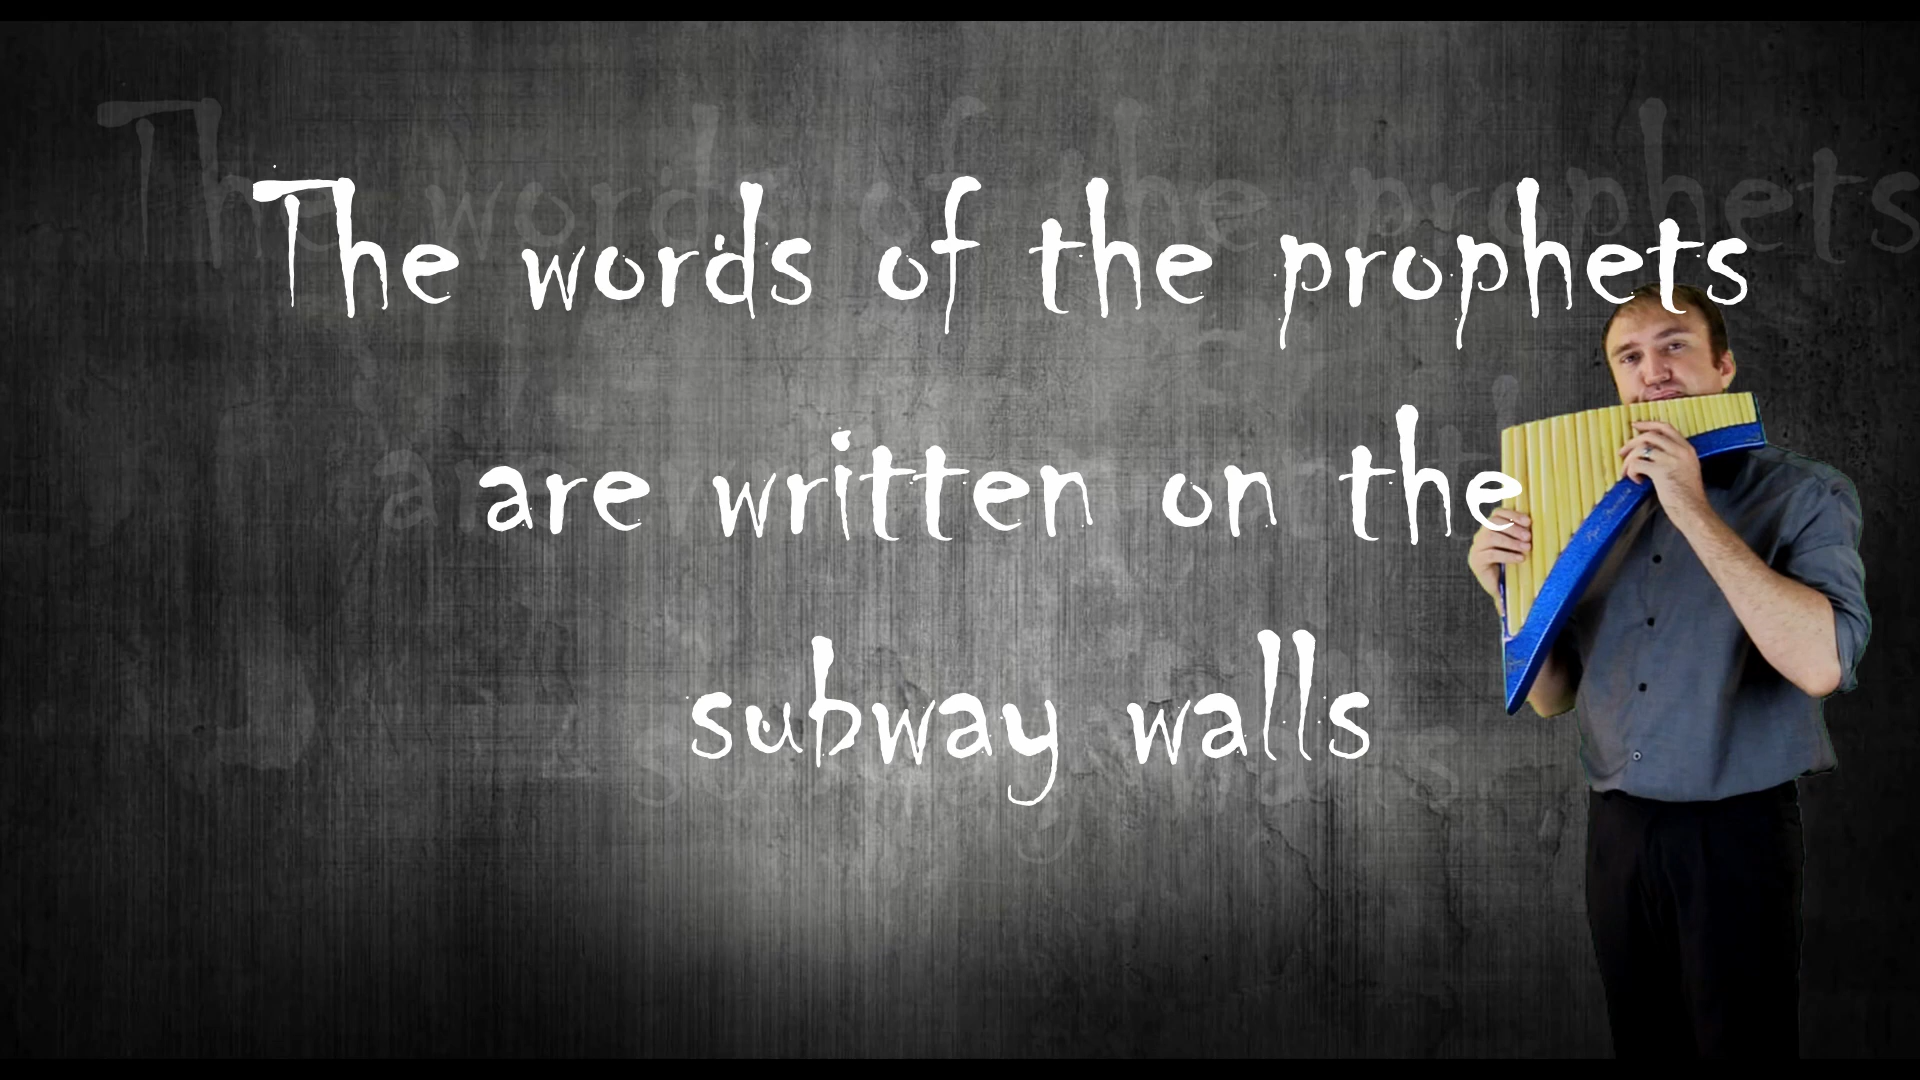 The words of the prophets
are written on the
subway walls